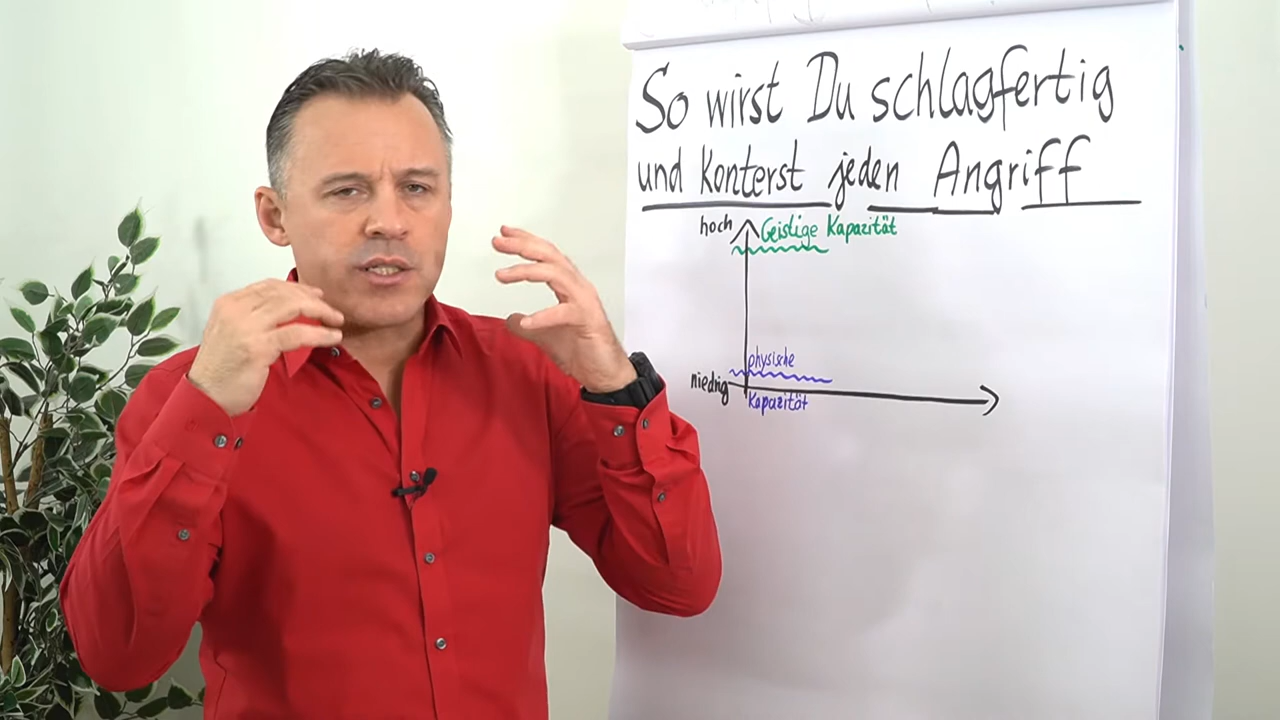 So wirst Du schlagfertig
und Konterst jeden Angriff
hoch Geistige Kapazität
physische
niedrig
Kapazität